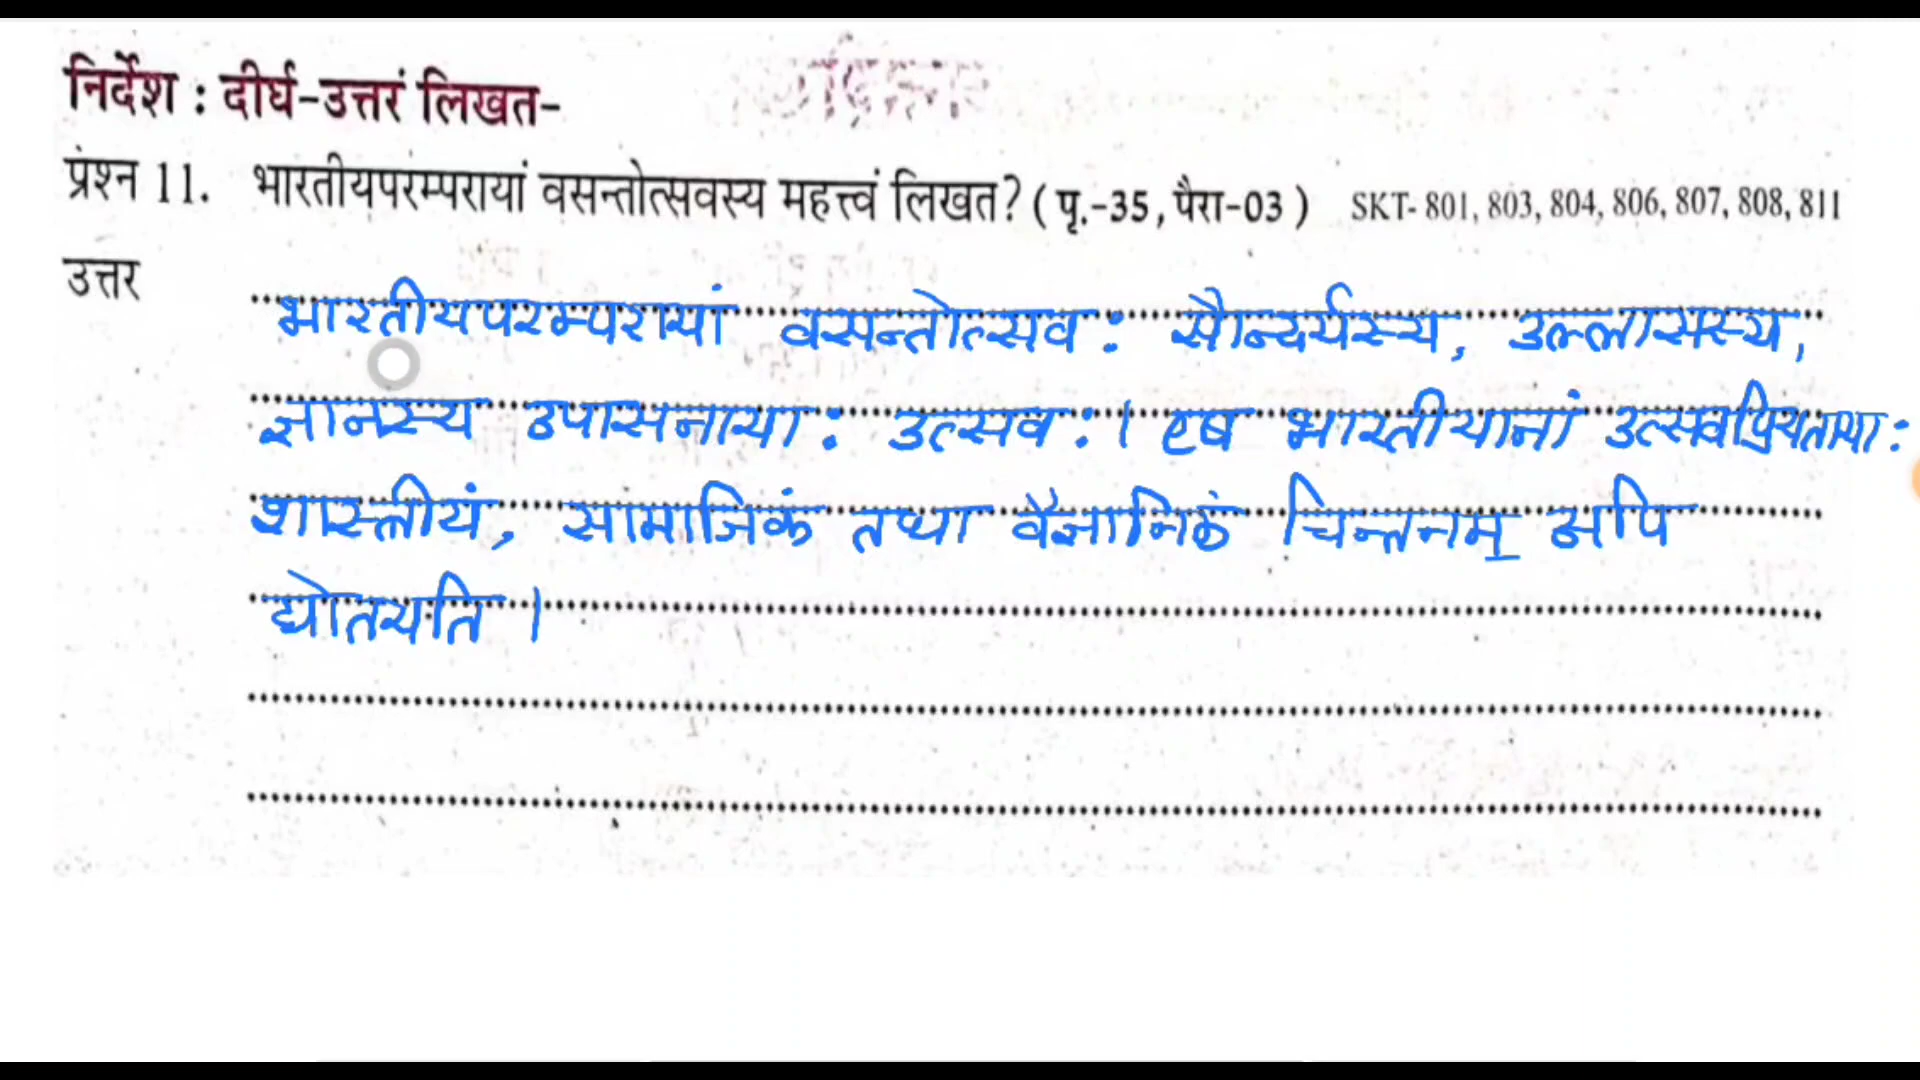 निर्देश : दीर्घ-उत्तरं लिखत-
प्रश्न 11. भारतीयपरम्परायां वसन्तोत्सवस्य महत्त्वं लिखत? ( पृ.-35, पैरा-03 ) SKT- 801, 803, 804, 806, 807, 808, 811
उत्तर
भारतीयपरम्परायां वसन्तोत्सवः सौन्दर्यस्य, उल्लासस्य,
ज्ञानस्य उपासनायाः उत्सवः। एष भारतीयानां उत्सवप्रियतायाः
शास्त्रीयं, सामाजिकं तथा वैज्ञानिकं चिन्तनम् अपि
द्योतयति।